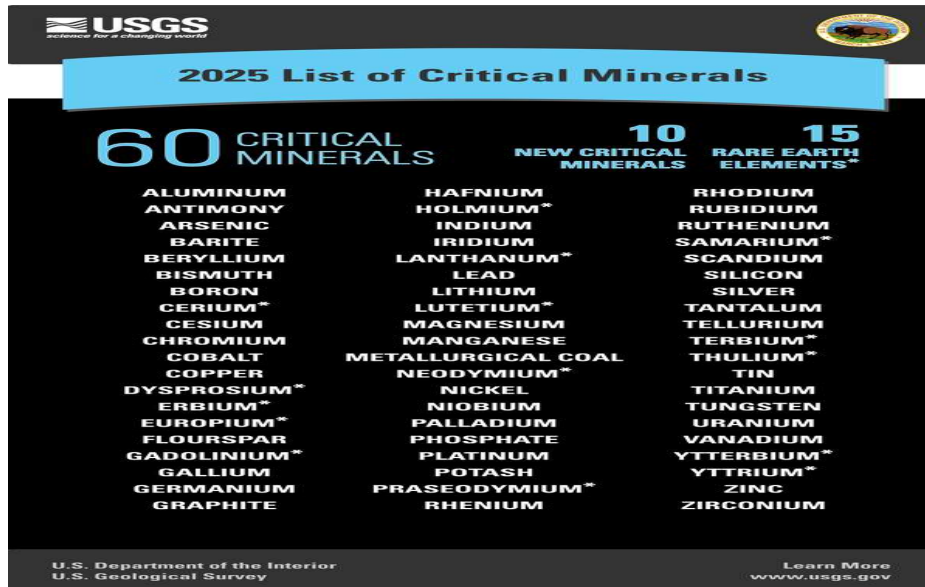 USGS
science for a changing world
2025 List of Critical Minerals
60 CRITICAL MINERALS
10 NEW CRITICAL MINERALS
15 RARE EARTH ELEMENTS*
ALUMINUM
ANTIMONY
ARSENIC
BARITE
BERYLLIUM
BISMUTH
BORON
CERIUM*
CESIUM
CHROMIUM
COBALT
COPPER
DYSPROSIUM*
ERBIUM*
EUROPIUM*
FLOURSPAR
GADOLINIUM*
GALLIUM
GERMANIUM
GRAPHITE
HAFNIUM
HOLMIUM*
INDIUM
IRIDIUM
LANTHANUM*
LEAD
LITHIUM
LUTETIUM*
MAGNESIUM
MANGANESE
METALLURGICAL COAL
NEODYMIUM*
NICKEL
NIOBIUM
PALLADIUM
PHOSPHATE
PLATINUM
POTASH
PRASEODYMIUM*
RHENIUM
RHODIUM
RUBIDIUM
RUTHENIUM
SAMARIUM*
SCANDIUM
SILICON
SILVER
TANTALUM
TELLURIUM
TERBIUM*
THULIUM*
TIN
TITANIUM
TUNGSTEN
URANIUM
VANADIUM
YTTERBIUM*
YTTRIUM*
ZINC
ZIRCONIUM
U.S. Department of the Interior
U.S. Geological Survey
Learn More
www.usgs.gov